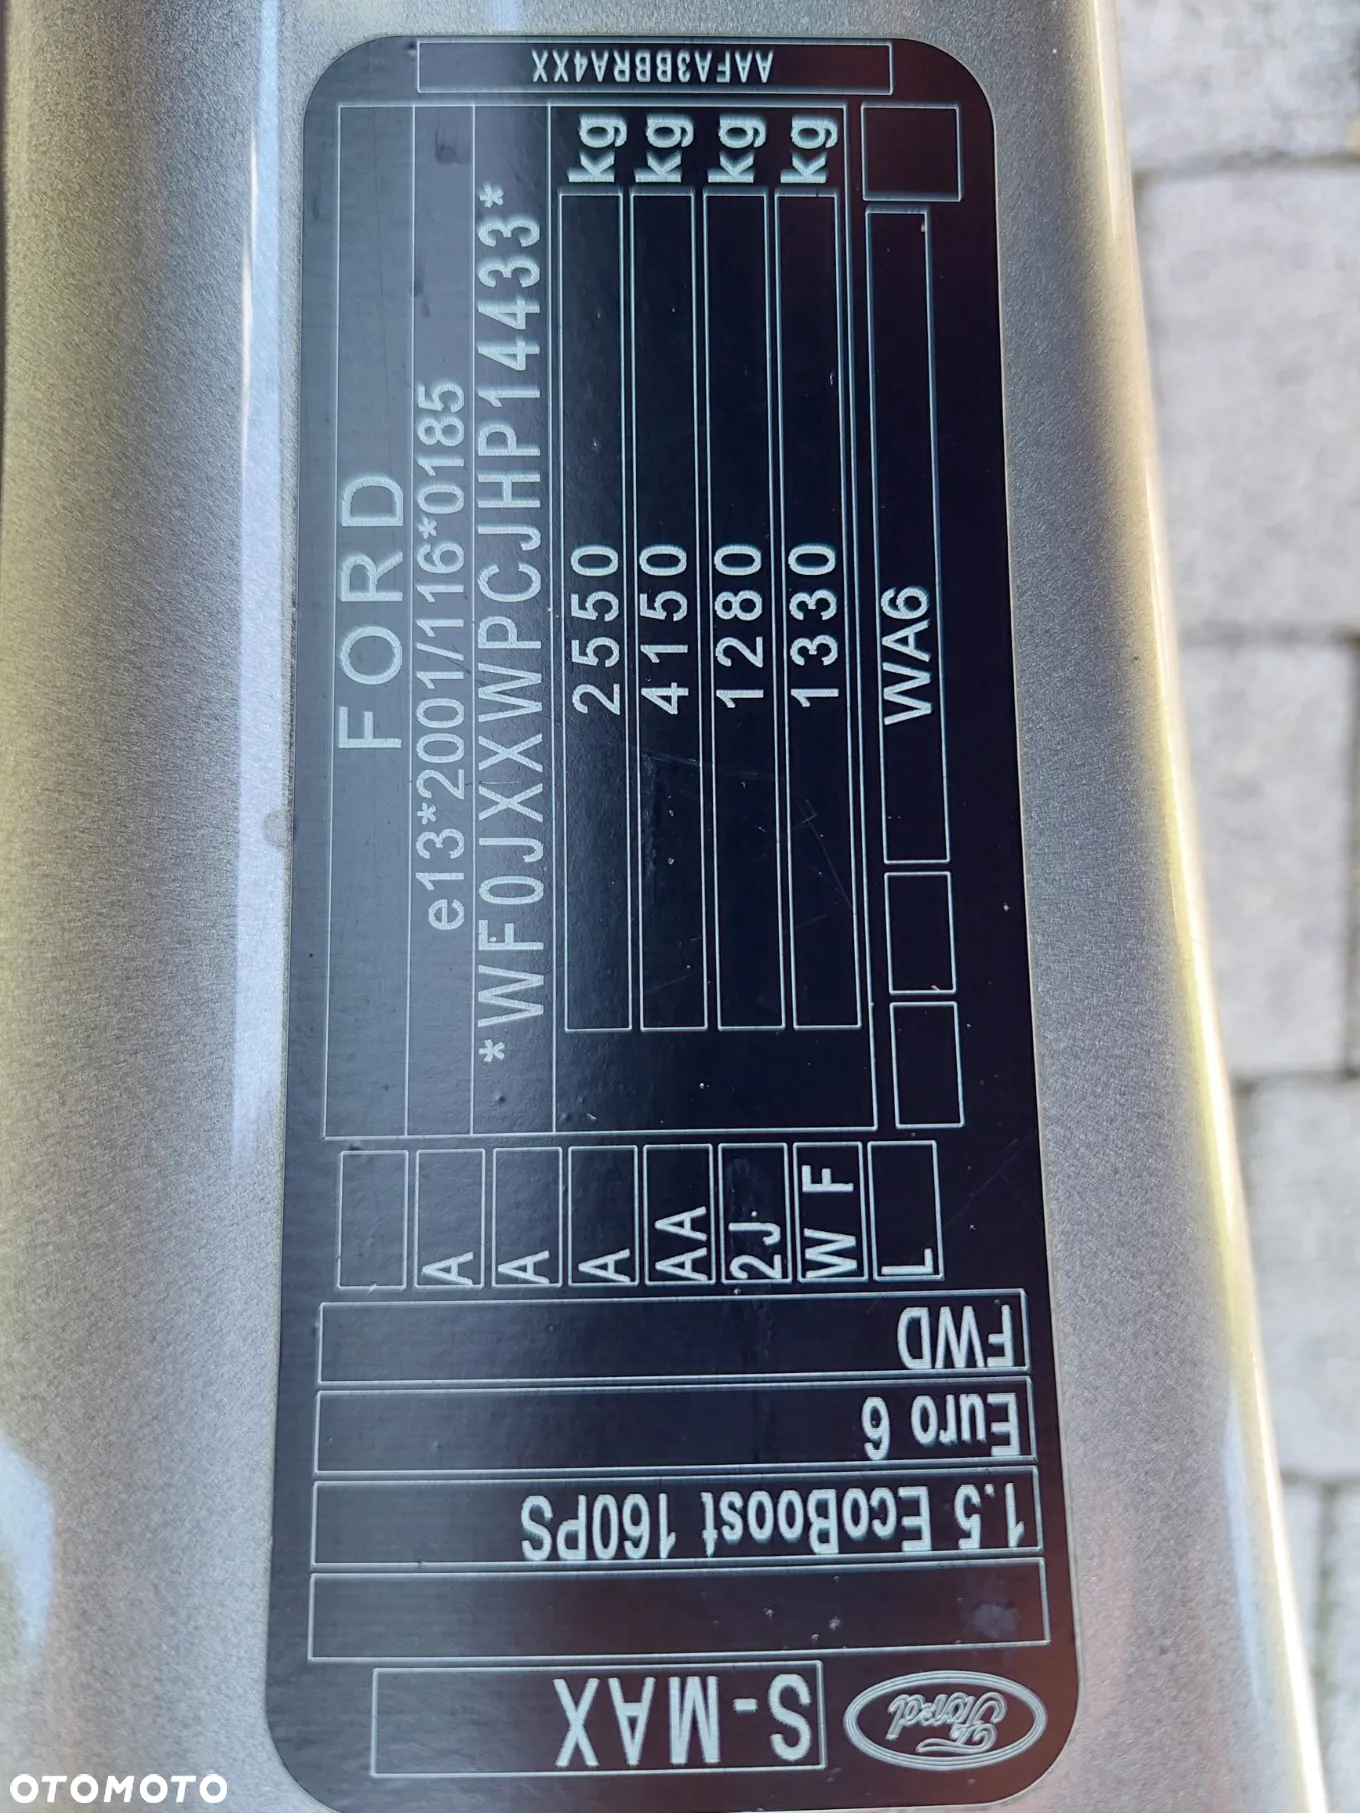 AAFA3BBRA4XX
FORD
e13*2001/116*0185
*WF0JXXWPCJHP14433*
2550 kg
4150 kg
1280 kg
1330 kg
WA6
A
A
A
AA
2J
W F
L
FWD
Euro 6
1.5 EcoBoost 160PS
S-MAX
Ford
OTOMOTO